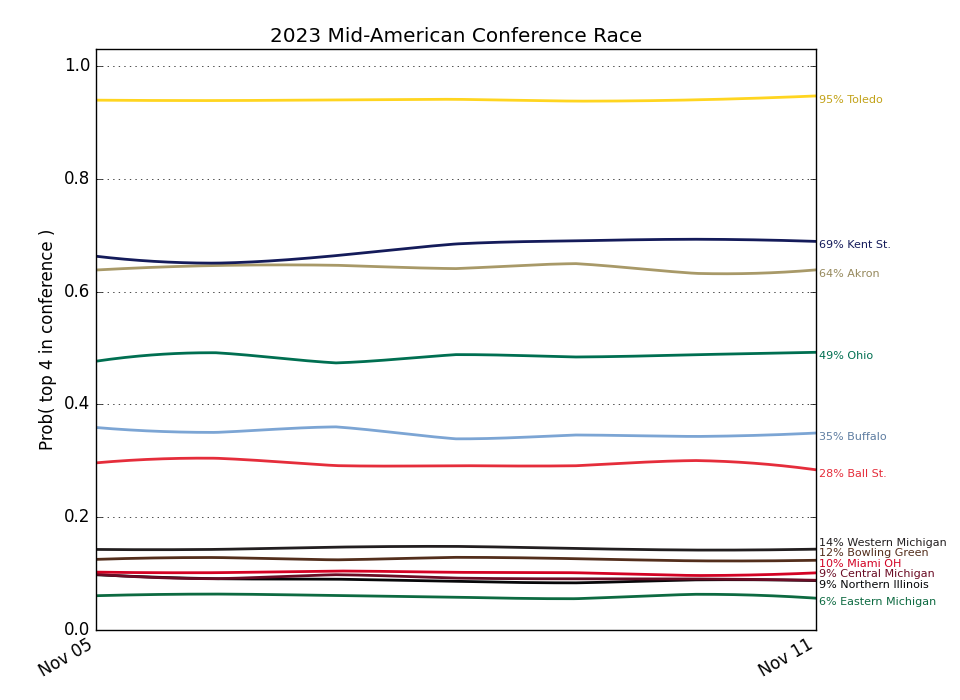 2023 Mid-American Conference Race
Prob( top 4 in conference )
1.0
0.8
0.6
0.4
0.2
0.0
Nov 05
Nov 11
95% Toledo
69% Kent St.
64% Akron
49% Ohio
35% Buffalo
28% Ball St.
14% Western Michigan
12% Bowling Green
10% Miami OH
9% Central Michigan
9% Northern Illinois
6% Eastern Michigan